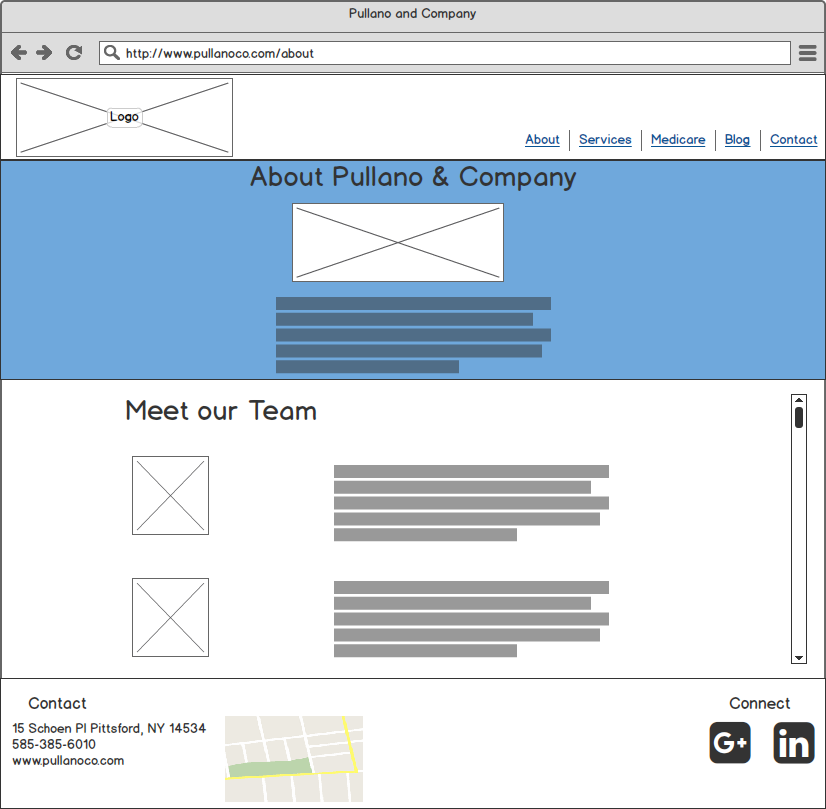 Pullano and Company
http://www.pullanoco.com/about
Logo
About Services Medicare Blog Contact
About Pullano & Company
Meet our Team
Contact
Connect
15 Schoen Pl Pittsford, NY 14534
585-385-6010
www.pullanoco.com
G+
in